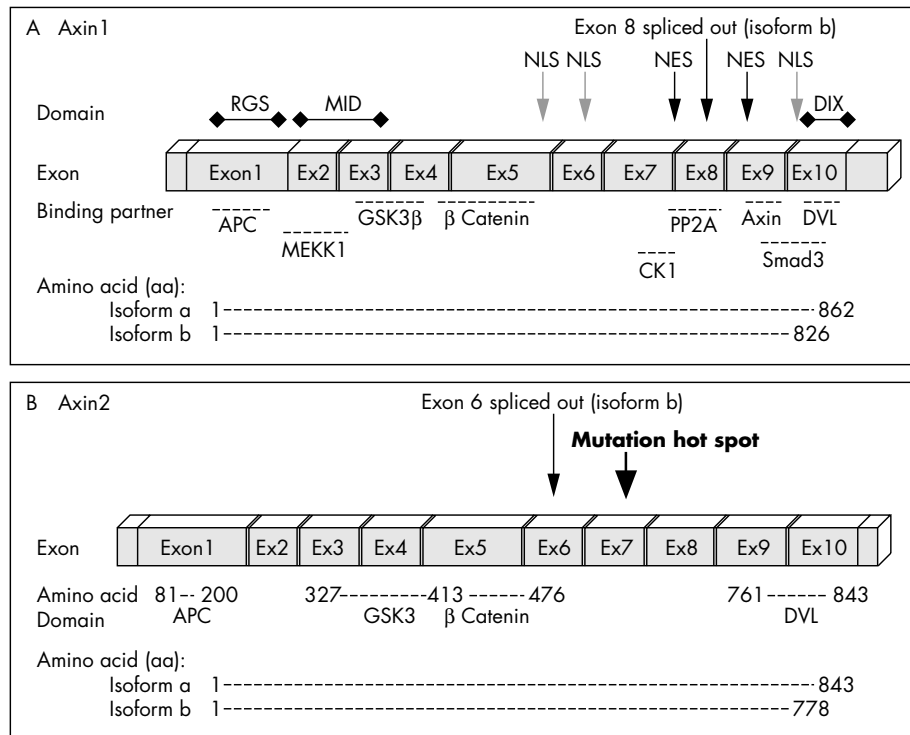 A Axin1
Exon 8 spliced out (isoform b)
NLS NLS NES NES NLS
Domain RGS MID DIX
Exon Exon1 Ex2 Ex3 Ex4 Ex5 Ex6 Ex7 Ex8 Ex9 Ex10
Binding partner APC MEKK1 GSK3β β Catenin CK1 PP2A Axin Smad3 DVL
Amino acid (aa):
Isoform a 1 862
Isoform b 1 826
B Axin2
Exon 6 spliced out (isoform b)
Mutation hot spot
Exon Exon1 Ex2 Ex3 Ex4 Ex5 Ex6 Ex7 Ex8 Ex9 Ex10
Amino acid 81-- 200 327----------413 ------ 476 761 ------ 843
Domain APC GSK3 β Catenin DVL
Amino acid (aa):
Isoform a 1 843
Isoform b 1 778